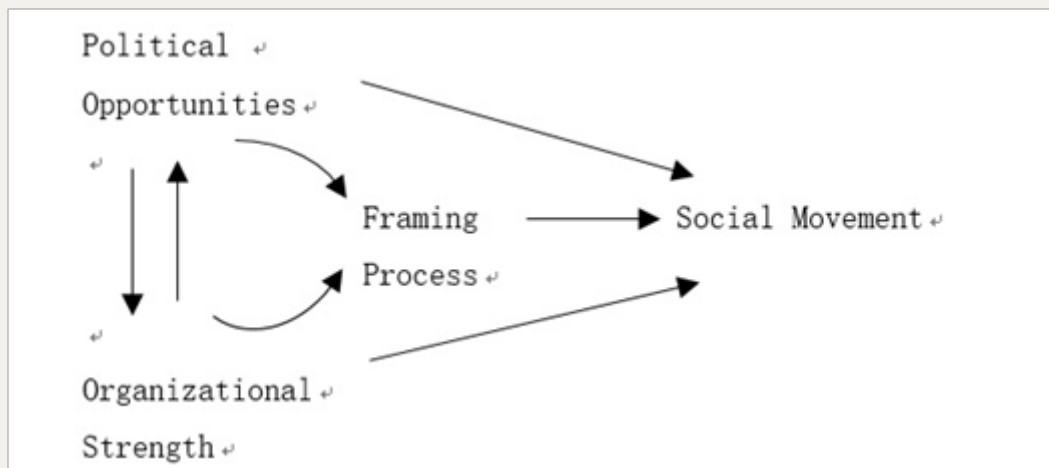 Political
Opportunities
Framing
Social Movement
Process
Organizational
Strength